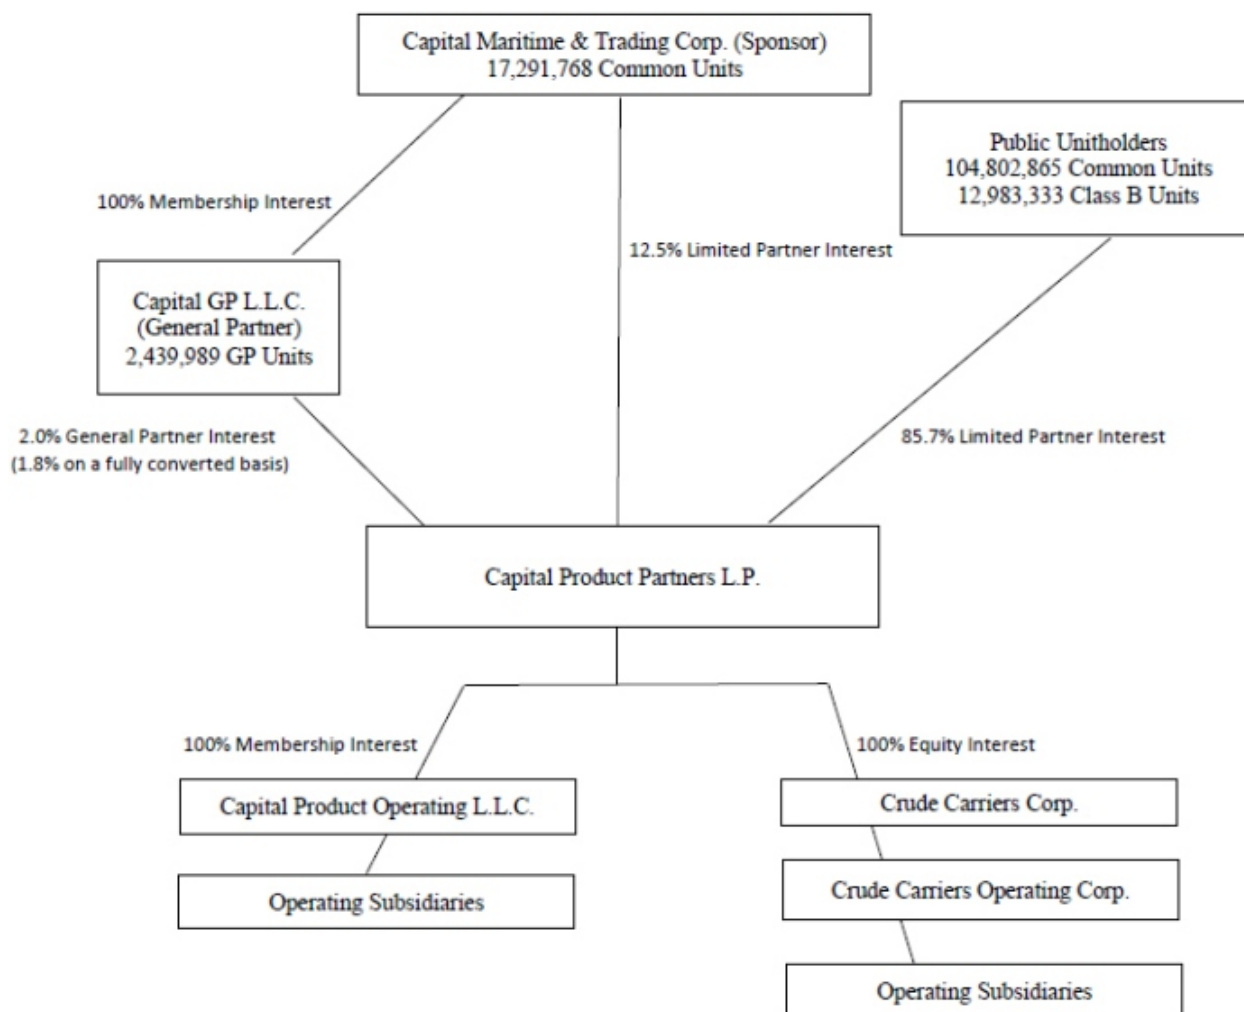 Capital Maritime & Trading Corp. (Sponsor)
17,291,768 Common Units
Public Unitholders
104,802,865 Common Units
12,983,333 Class B Units
100% Membership Interest
12.5% Limited Partner Interest
Capital GP L.L.C.
(General Partner)
2,439,989 GP Units
2.0% General Partner Interest
(1.8% on a fully converted basis)
85.7% Limited Partner Interest
Capital Product Partners L.P.
100% Membership Interest
100% Equity Interest
Capital Product Operating L.L.C.
Crude Carriers Corp.
Operating Subsidiaries
Crude Carriers Operating Corp.
Operating Subsidiaries